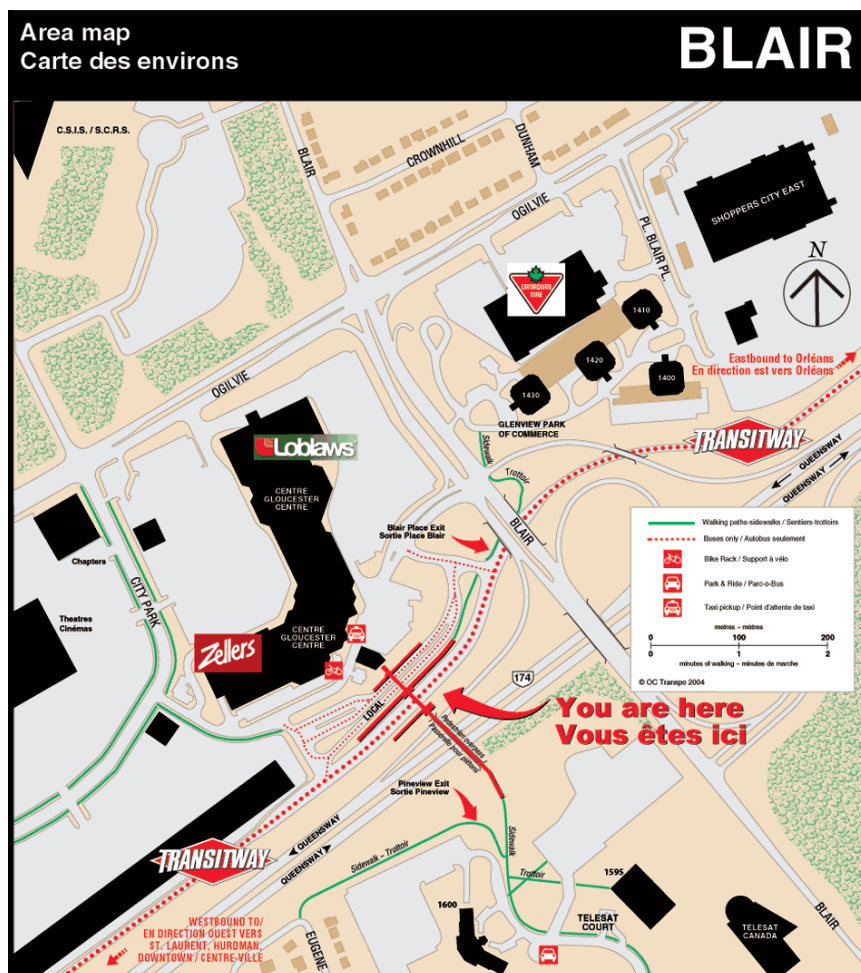 Area map
Carte des environs
BLAIR
C.S.I.S. / S.C.R.S.
BLAIR
CROWNHILL
DUNHAM
OGILVIE
PL. BLAIR PL.
SHOPPERS CITY EAST
N
CANADIAN
TIRE
1410
1420
1400
1430
Eastbound to Orléans
En direction est vers Orléans
GLENVIEW PARK
OF COMMERCE
OGILVIE
Loblaws
Sidewalk
Trottoir
TRANSITWAY
QUEENSWAY
QUEENSWAY
CENTRE
GLOUCESTER
CENTRE
BLAIR
Blair Place Exit
Sortie Place Blair
Walking paths-sidewalks / Sentiers-trottoirs
Buses only / Autobus seulement
Bike Rack / Support à vélo
Park & Ride / Parc-o-Bus
Taxi pickup / Point d'attente de taxi
metres – mètres
0 100 200
0 1 2
minutes of walking – minutes de marche
© OC Transpo 2004
Chapters
CITY PARK
Theatres
Cinémas
Zellers
CENTRE
GLOUCESTER
CENTRE
LOCAL
174
You are here
Vous êtes ici
Pedestrian overpass
Passerelle pour piétons
Pineview Exit
Sortie Pineview
TRANSITWAY
QUEENSWAY
QUEENSWAY
Sidewalk – Trottoir
Sidewalk
Trottoir
1595
1600
TELESAT
COURT
TELESAT
CANADA
BLAIR
EUGENE
WESTBOUND TO/
EN DIRECTION OUEST VERS
ST. LAURENT, HURDMAN,
DOWNTOWN / CENTRE-VILLE